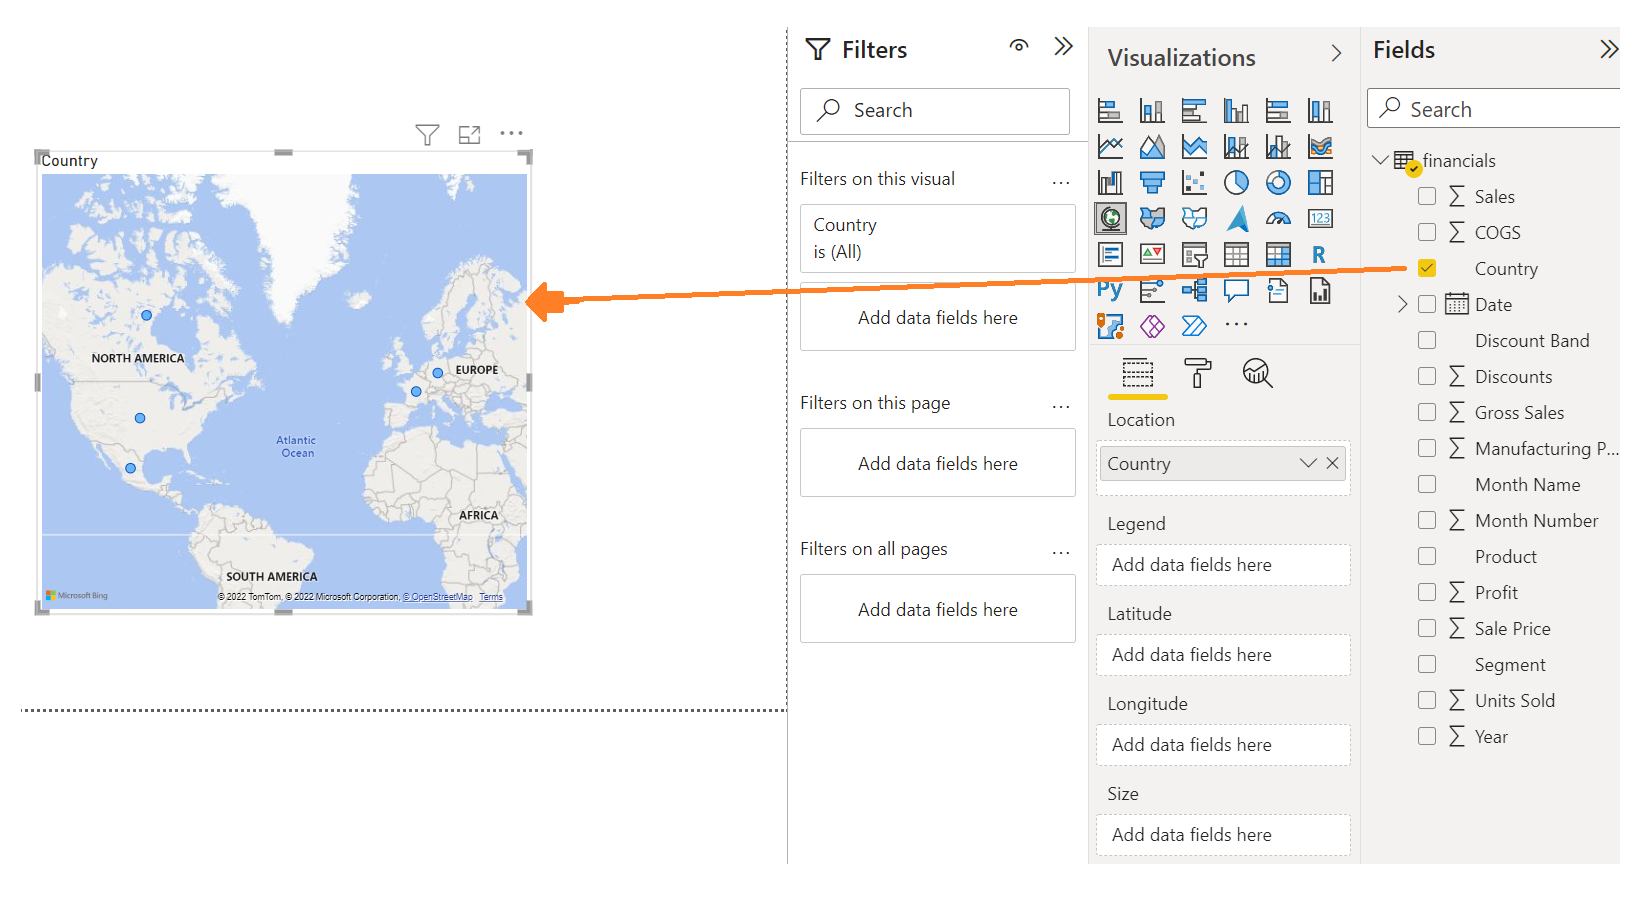 Country
NORTH AMERICA
EUROPE
Atlantic
Ocean
AFRICA
SOUTH AMERICA
Microsoft Bing
© 2022 TomTom, © 2022 Microsoft Corporation, © OpenStreetMap Terms
Filters
Search
Filters on this visual
...
Country
is (All)
Add data fields here
Filters on this page
...
Add data fields here
Filters on all pages
...
Add data fields here
Visualizations
123
R
Py
...
Location
Country
Legend
Add data fields here
Latitude
Add data fields here
Longitude
Add data fields here
Size
Add data fields here
Fields
Search
financials
∑ Sales
∑ COGS
Country
Date
Discount Band
∑ Discounts
∑ Gross Sales
∑ Manufacturing P...
Month Name
∑ Month Number
Product
∑ Profit
∑ Sale Price
Segment
∑ Units Sold
∑ Year